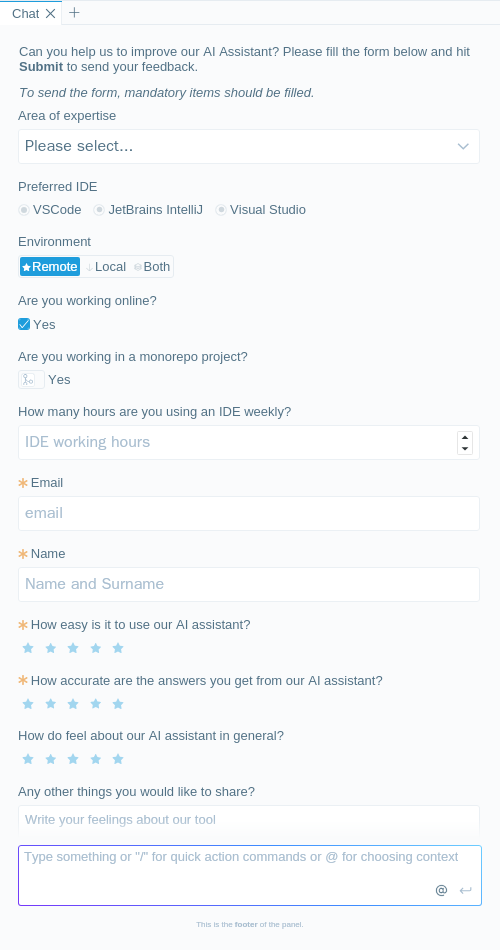 Chat
Can you help us to improve our AI Assistant? Please fill the form below and hit
Submit to send your feedback.
To send the form, mandatory items should be filled.
Area of expertise
Please select...
Preferred IDE
VSCode JetBrains IntelliJ Visual Studio
Environment
Remote Local Both
Are you working online?
Yes
Are you working in a monorepo project?
Yes
How many hours are you using an IDE weekly?
IDE working hours
Email
email
Name
Name and Surname
How easy is it to use our AI assistant?
How accurate are the answers you get from our AI assistant?
How do feel about our AI assistant in general?
Any other things you would like to share?
Write your feelings about our tool
Type something or "/" for quick action commands or @ for choosing context
@
This is the footer of the panel.